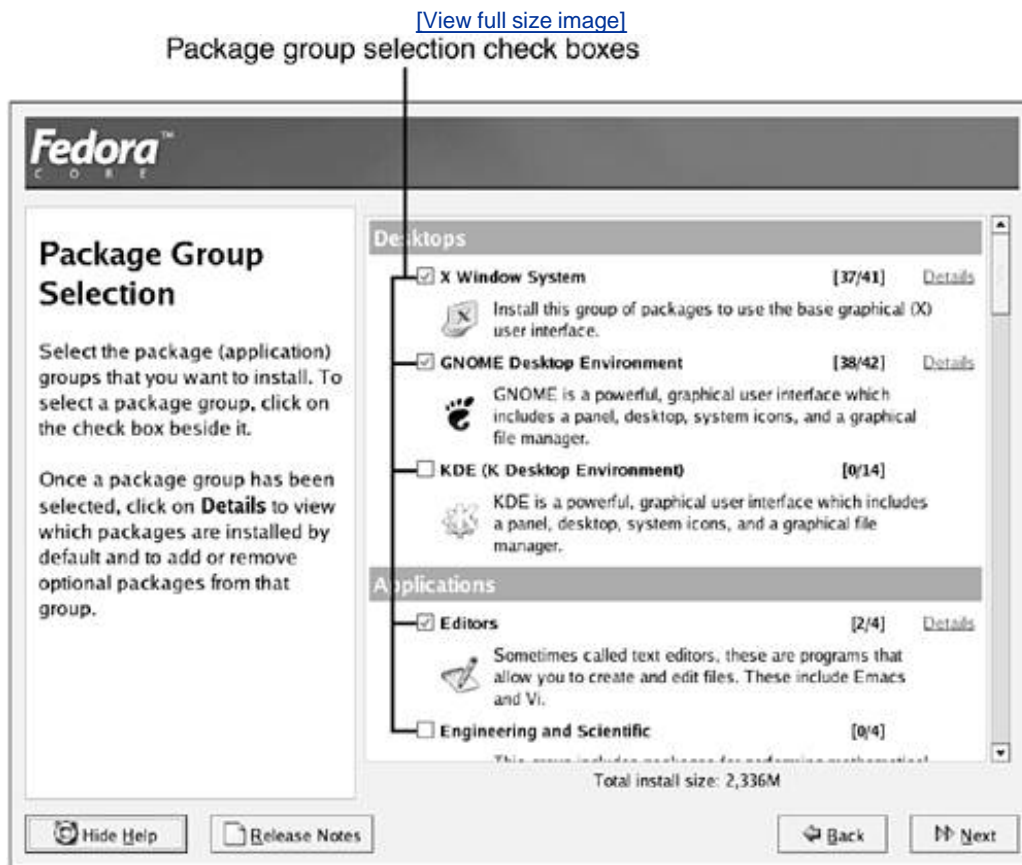 [View full size image]
Package group selection check boxes
Fedora™
CORE
Package Group
Selection
Select the package (application)
groups that you want to install. To
select a package group, click on
the check box beside it.
Once a package group has been
selected, click on Details to view
which packages are installed by
default and to add or remove
optional packages from that
group.
Desktops
X Window System [37/41] Details
Install this group of packages to use the base graphical (X)
user interface.
GNOME Desktop Environment [38/42] Details
GNOME is a powerful, graphical user interface which
includes a panel, desktop, system icons, and a graphical
file manager.
KDE (K Desktop Environment) [0/14]
KDE is a powerful, graphical user interface which includes
a panel, desktop, system icons, and a graphical file
manager.
Applications
Editors [2/4] Details
Sometimes called text editors, these are programs that
allow you to create and edit files. These include Emacs
and Vi.
Engineering and Scientific [0/4]
Total install size: 2,336M
Hide Help
Release Notes
Back
Next